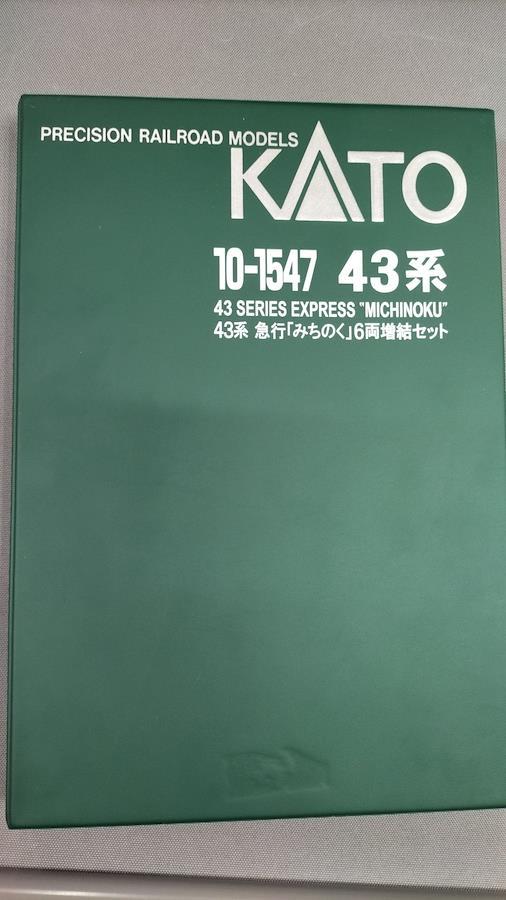 PRECISION RAILROAD MODELS
KATO
10-1547 43系
43 SERIES EXPRESS "MICHINOKU"
43系 急行「みちのく」6両増結セット